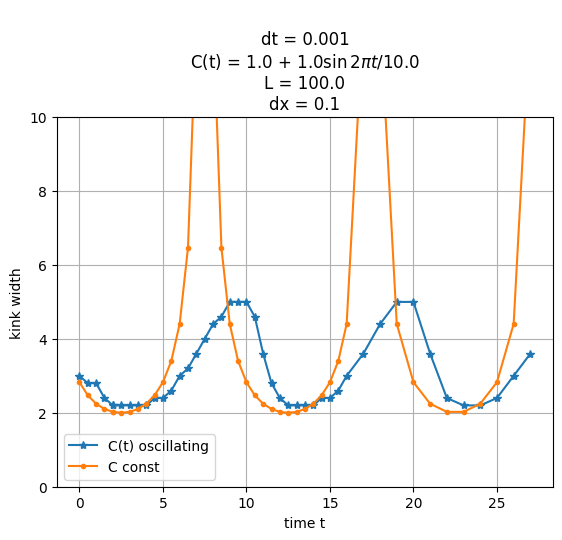 dt = 0.001
C(t) = 1.0 + 1.0sin 2πt/10.0
L = 100.0
dx = 0.1
10
8
6
4
2
0
kink width
C(t) oscillating
C const
0 5 10 15 20 25
time t